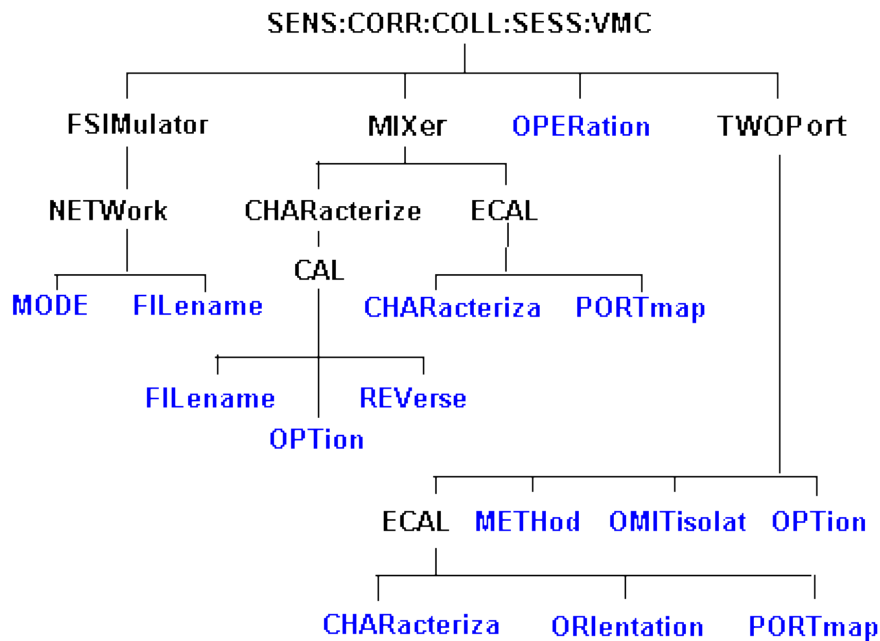 SENS:CORR:COLL:SESS:VMC
FSIMulator MIXer OPERation TWOPort
NETWork CHARacterize ECAL
CAL
MODE FILename CHARacteriza PORTmap
FILename REVerse
OPTion
ECAL METHod OMITisolat OPTion
CHARacteriza ORIentation PORTmap